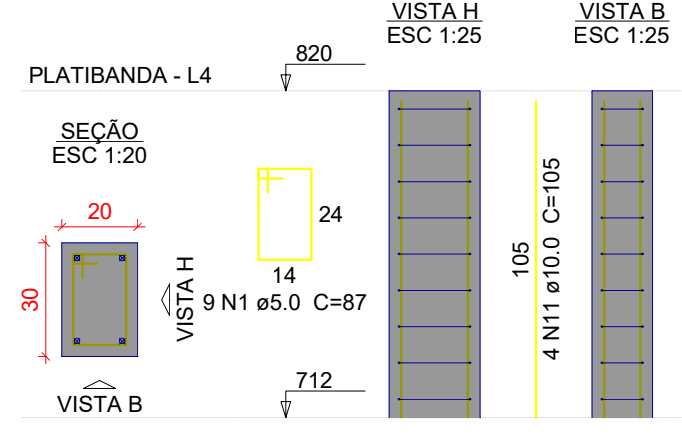 VISTA H
ESC 1:25
VISTA B
ESC 1:25
820
PLATIBANDA - L4
SEÇÃO
ESC 1:20
20
30
VISTA H
VISTA B
24
14
9 N1 ø5.0 C=87
105
4 N11 ø10.0 C=105
712